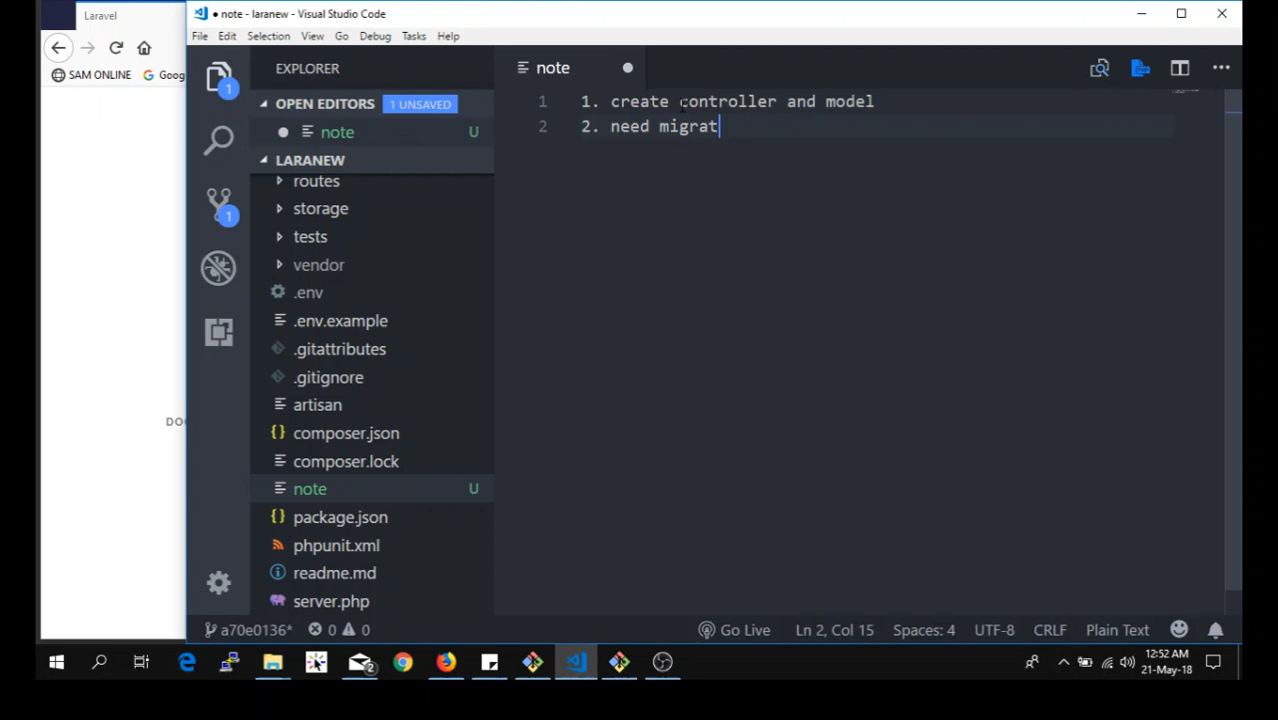 Laravel
note - laranew - Visual Studio Code
File Edit Selection View Go Debug Tasks Help
SAM ONLINE Goog
EXPLORER
OPEN EDITORS 1 UNSAVED
note U
LARANEW
routes
storage
tests
vendor
.env
.env.example
.gitattributes
.gitignore
artisan
composer.json
composer.lock
note U
package.json
phpunit.xml
readme.md
server.php
1
1
note
1 1. create controller and model
2 2. need migrat
DOC
a70e0136* 0 0 Go Live Ln 2, Col 15 Spaces: 4 UTF-8 CRLF Plain Text
2
12:52 AM
21-May-18